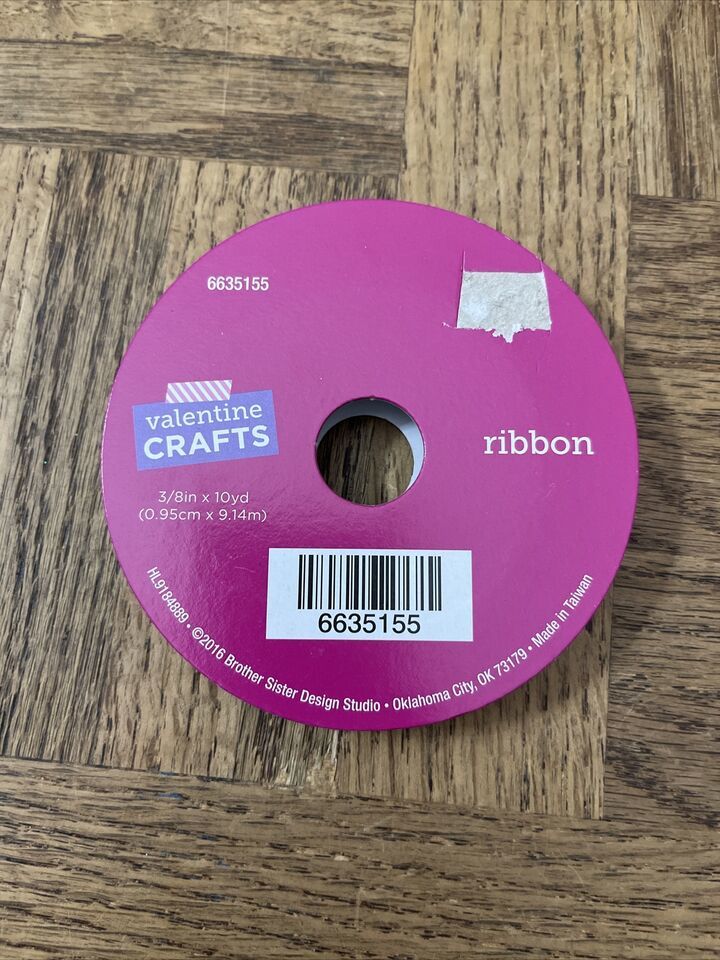 6635155
valentine
CRAFTS
ribbon
3/8in x 10yd
(0.95cm x 9.14m)
6635155
HL9184889 • ©2016 Brother Sister Design Studio • Oklahoma City, OK 73179 • Made in Taiwan